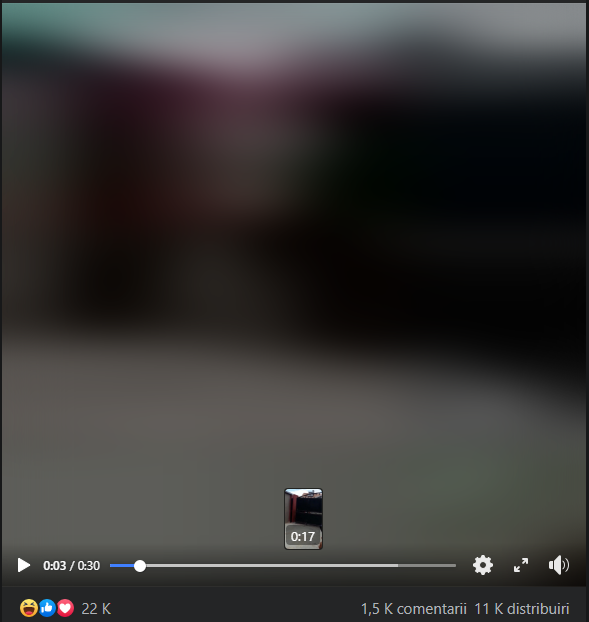 0:17
0:03 / 0:30
22 K
1,5 K comentarii 11 K distribuiri